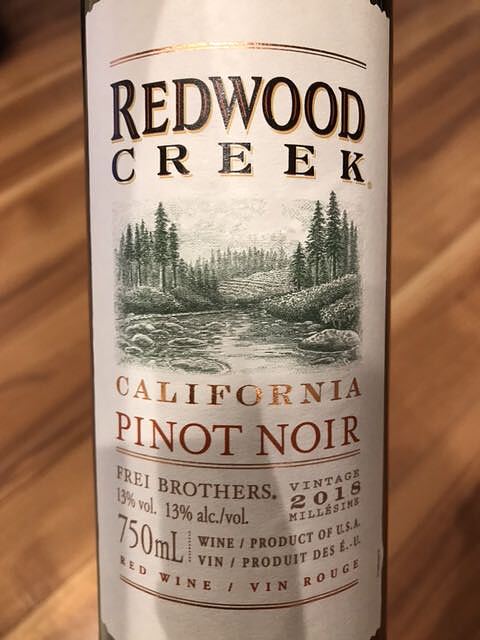 REDWOOD
CREEK®
CALIFORNIA
PINOT NOIR
FREI BROTHERS®
13% vol. 13% alc./vol.
VINTAGE
2018
MILLÉSIME
750mL
WINE / PRODUCT OF U.S.A.
VIN / PRODUIT DES É.-U.
RED WINE / VIN ROUGE